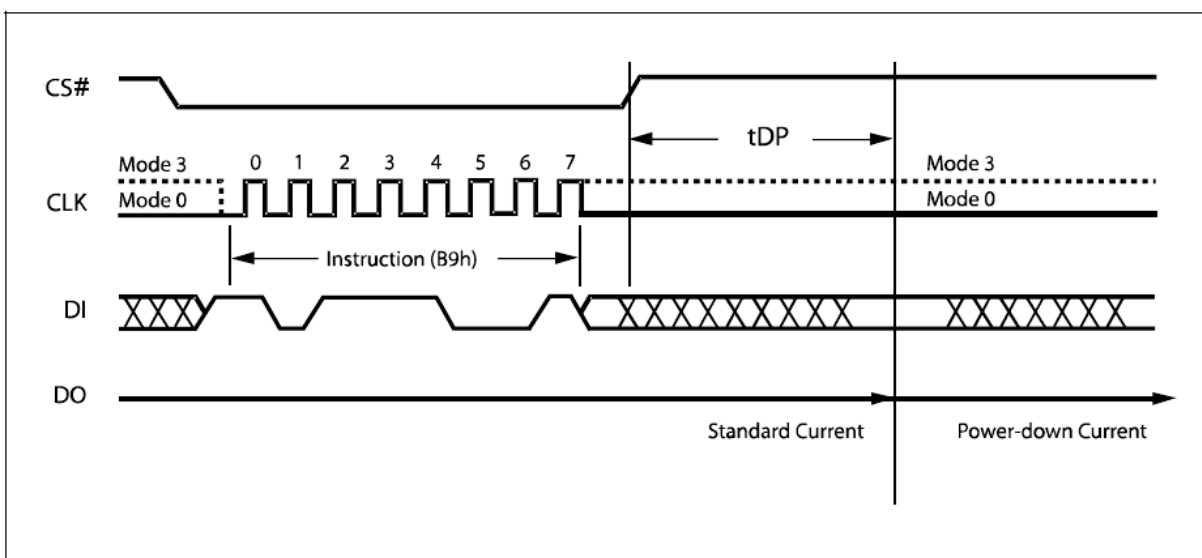 CS#
tDP
Mode 3
0 1 2 3 4 5 6 7
Mode 3
CLK
Mode 0
Mode 0
Instruction (B9h)
DI
DO
Standard Current
Power-down Current